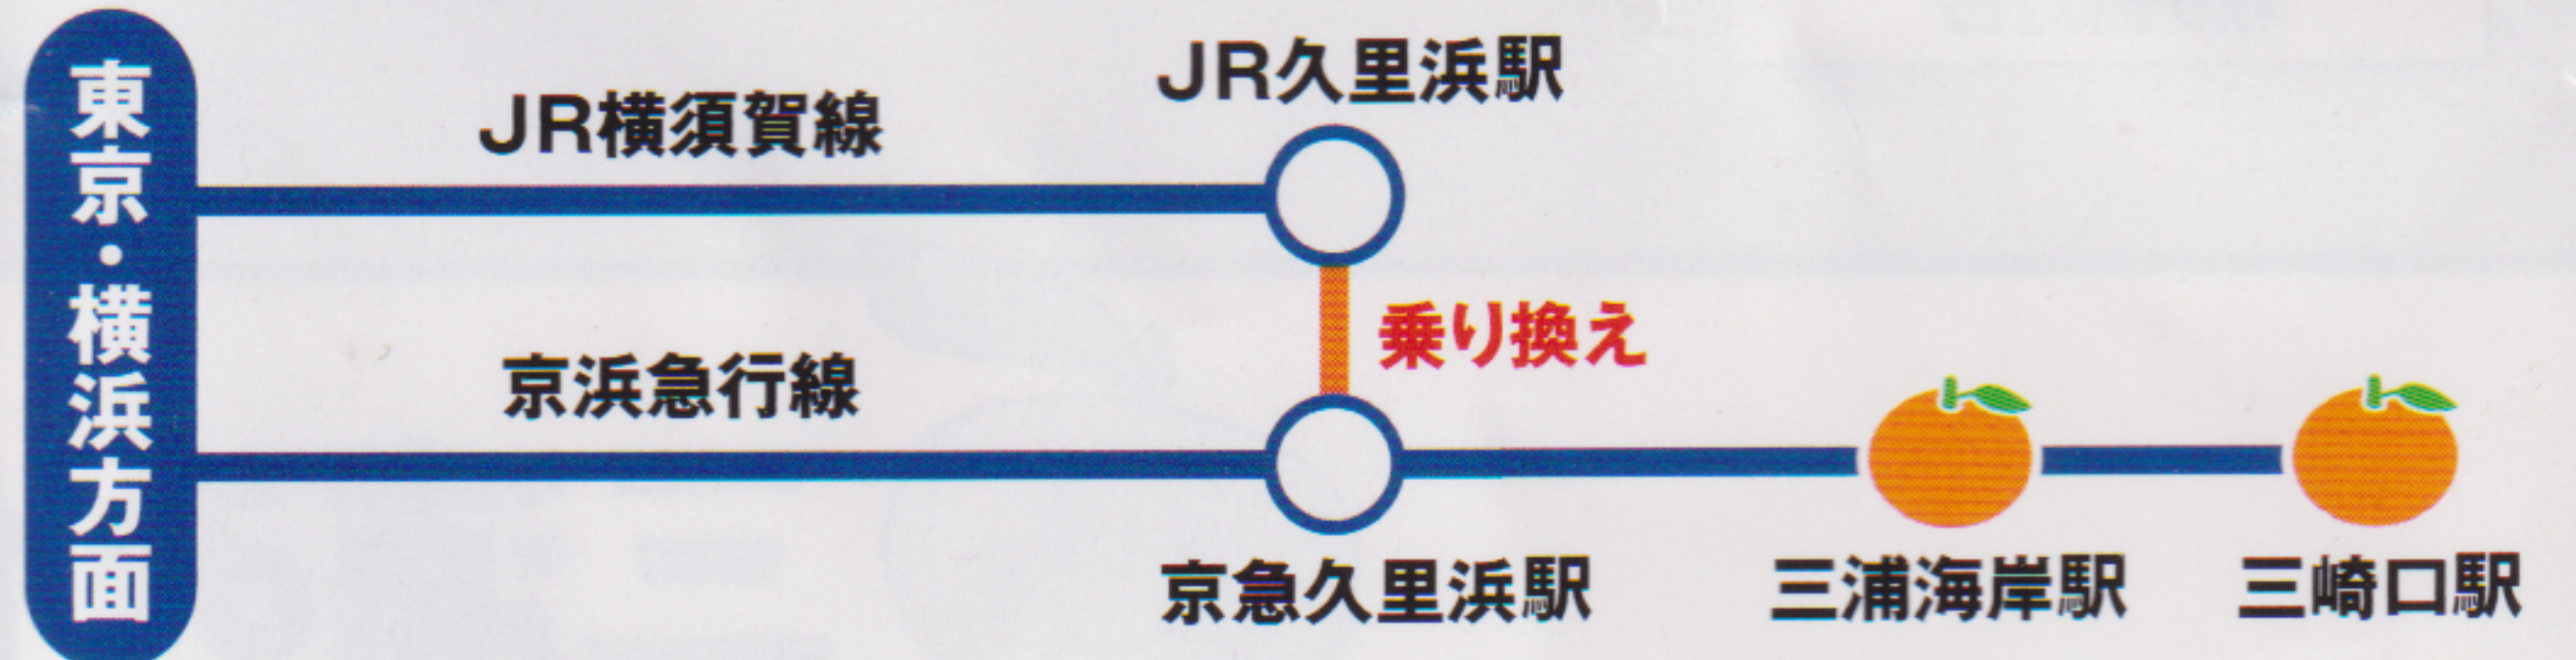 東京・横浜方面
JR横須賀線
JR久里浜駅
乗り換え
京浜急行線
京急久里浜駅
三浦海岸駅
三崎口駅